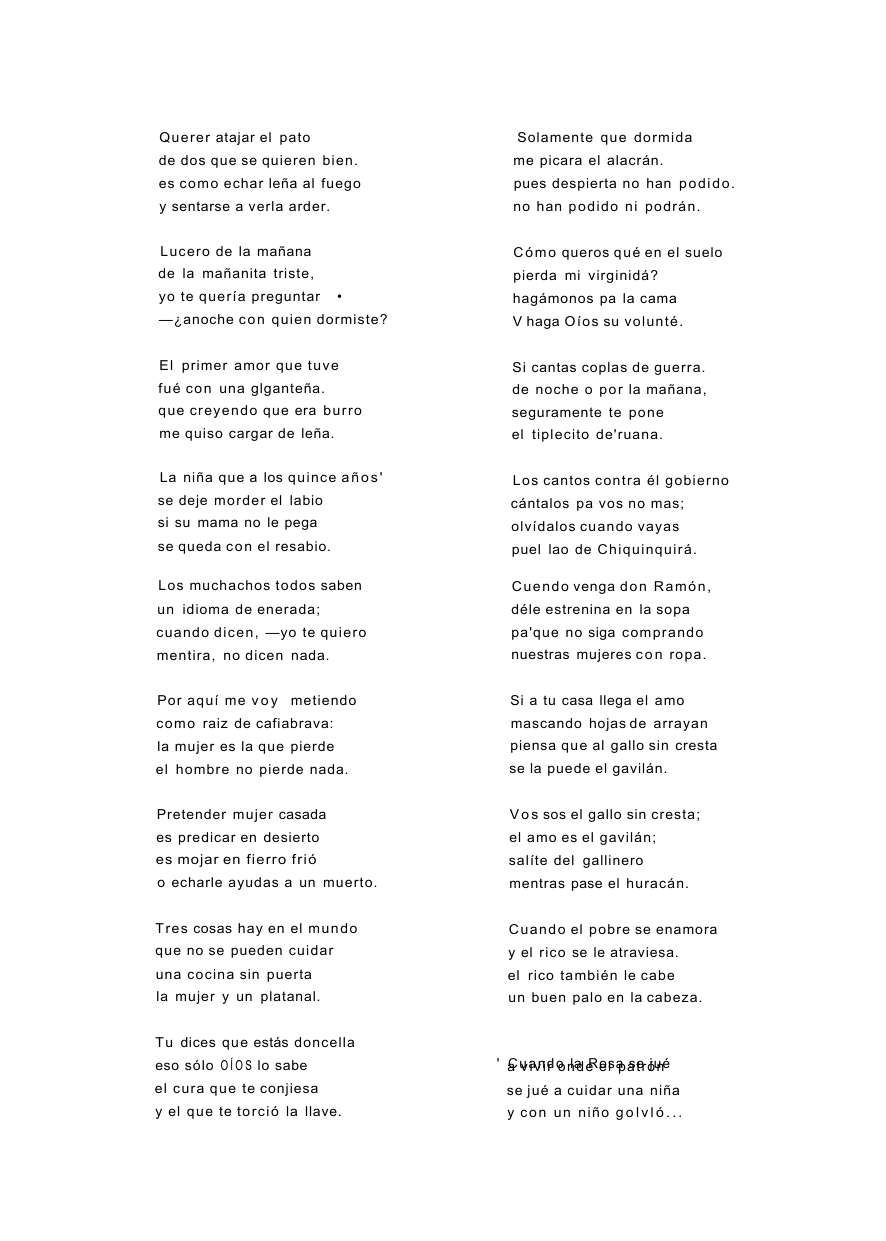 Querer atajar el pato
de dos que se quieren bien.
es como echar leña al fuego
y sentarse a verla arder.

Lucero de la mañana
de la mañanita triste,
yo te quería preguntar •
—¿anoche con quien dormiste?

El primer amor que tuve
fué con una glganteña.
que creyendo que era burro
me quiso cargar de leña.

La niña que a los quince años'
se deje morder el labio
si su mama no le pega
se queda con el resabio.

Los muchachos todos saben
un idioma de enerada;
cuando dicen, —yo te quiero
mentira, no dicen nada.

Por aquí me voy metiendo
como raiz de cafiabrava:
la mujer es la que pierde
el hombre no pierde nada.

Pretender mujer casada
es predicar en desierto
es mojar en fierro frió
o echarle ayudas a un muerto.

Tres cosas hay en el mundo
que no se pueden cuidar
una cocina sin puerta
la mujer y un platanal.

Tu dices que estás doncella
eso sólo OÍOS lo sabe
el cura que te conjiesa
y el que te torció la llave.

Solamente que dormida
me picara el alacrán.
pues despierta no han podido.
no han podido ni podrán.

Cómo queros qué en el suelo
pierda mi virginidá?
hagámonos pa la cama
V haga Oíos su volunté.

Si cantas coplas de guerra.
de noche o por la mañana,
seguramente te pone
el tiplecito de'ruana.

Los cantos contra él gobierno
cántalos pa vos no mas;
olvídalos cuando vayas
puel lao de Chiquinquirá.

Cuendo venga don Ramón,
déle estrenina en la sopa
pa'que no siga comprando
nuestras mujeres con ropa.

Si a tu casa llega el amo
mascando hojas de arrayan
piensa que al gallo sin cresta
se la puede el gavilán.

Vos sos el gallo sin cresta;
el amo es el gavilán;
salíte del gallinero
mentras pase el huracán.

Cuando el pobre se enamora
y el rico se le atraviesa.
el rico también le cabe
un buen palo en la cabeza.

' Cuando la Rosa se jué
a vivir onde el patrón
se jué a cuidar una niña
y con un niño golvló...